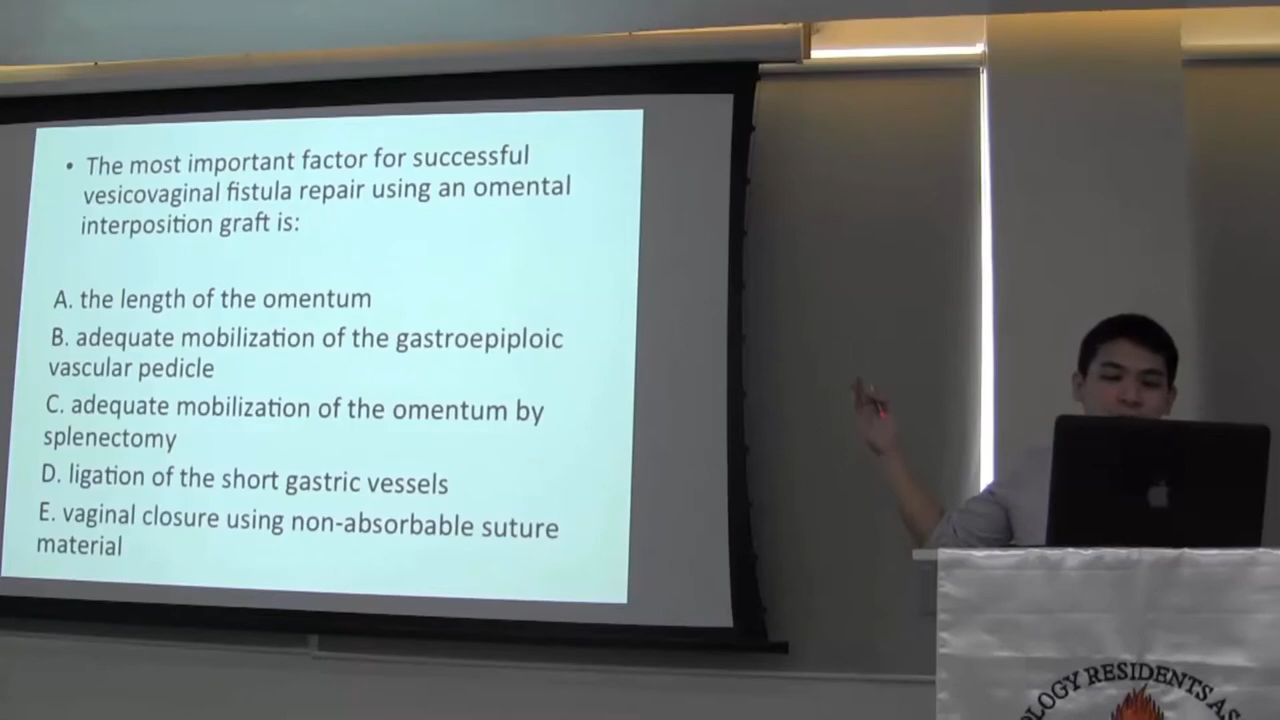 • The most important factor for successful
vesicovaginal fistula repair using an omental
interposition graft is:
A. the length of the omentum
B. adequate mobilization of the gastroepiploic
vascular pedicle
C. adequate mobilization of the omentum by
splenectomy
D. ligation of the short gastric vessels
E. vaginal closure using non-absorbable suture
material
OLOGY RESIDENTS AS